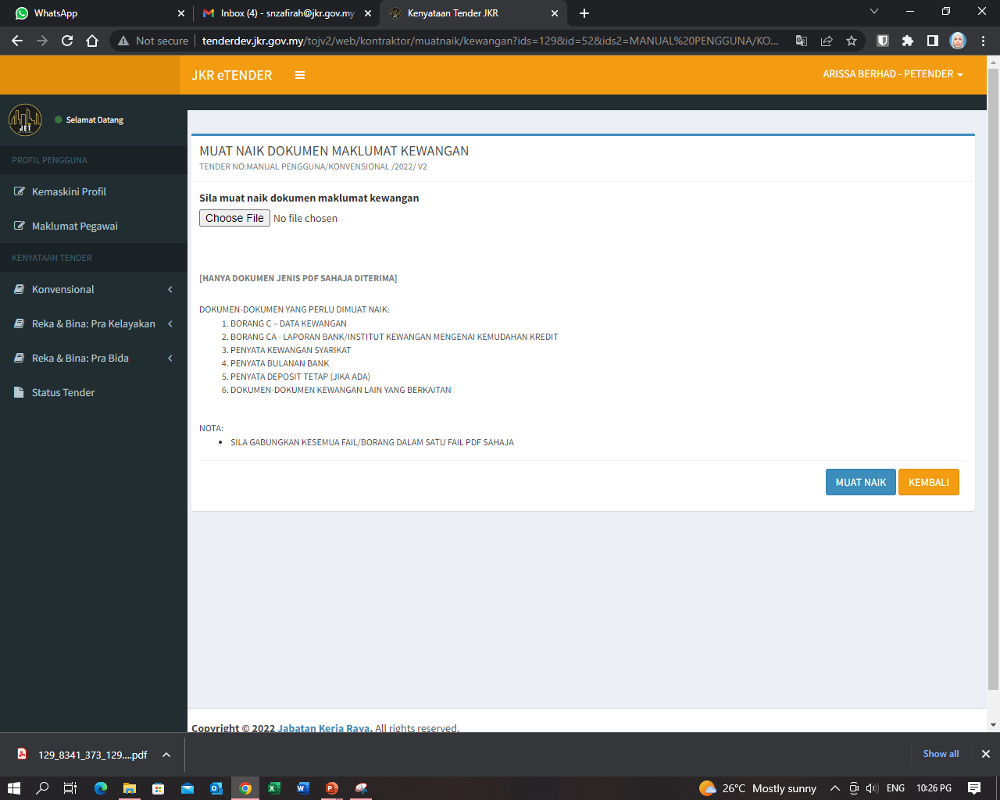 WhatsApp
Inbox (4) - snzafirah@jkr.gov.my
Kenyataan Tender JKR
Not secure
tenderdev.jkr.gov.my/tojv2/web/kontraktor/muatnaik/kewangan?ids=129&id=52&ids2=MANUAL%20PENGGUNA/KO...
JKR eTENDER
ARISSA BERHAD - PETENDER
JET
Selamat Datang
PROFIL PENGGUNA
Kemaskini Profil
Maklumat Pegawai
KENYATAAN TENDER
Konvensional
Reka & Bina: Pra Kelayakan
Reka & Bina: Pra Bida
Status Tender
MUAT NAIK DOKUMEN MAKLUMAT KEWANGAN
TENDER NO:MANUAL PENGGUNA/KONVENSIONAL /2022/ V2
Sila muat naik dokumen maklumat kewangan
Choose File No file chosen
[HANYA DOKUMEN JENIS PDF SAHAJA DITERIMA]
DOKUMEN-DOKUMEN YANG PERLU DIMUAT NAIK:
1. BORANG C – DATA KEWANGAN
2. BORANG CA - LAPORAN BANK/INSTITUT KEWANGAN MENGENAI KEMUDAHAN KREDIT
3. PENYATA KEWANGAN SYARIKAT
4. PENYATA BULANAN BANK
5. PENYATA DEPOSIT TETAP (JIKA ADA)
6. DOKUMEN-DOKUMEN KEWANGAN LAIN YANG BERKAITAN
NOTA:
• SILA GABUNGKAN KESEMUA FAIL/BORANG DALAM SATU FAIL PDF SAHAJA
MUAT NAIK
KEMBALI
Copyright © 2022 Jabatan Kerja Raya. All rights reserved.
129_8341_373_129....pdf
Show all
26°C Mostly sunny
ENG
10:26 PG